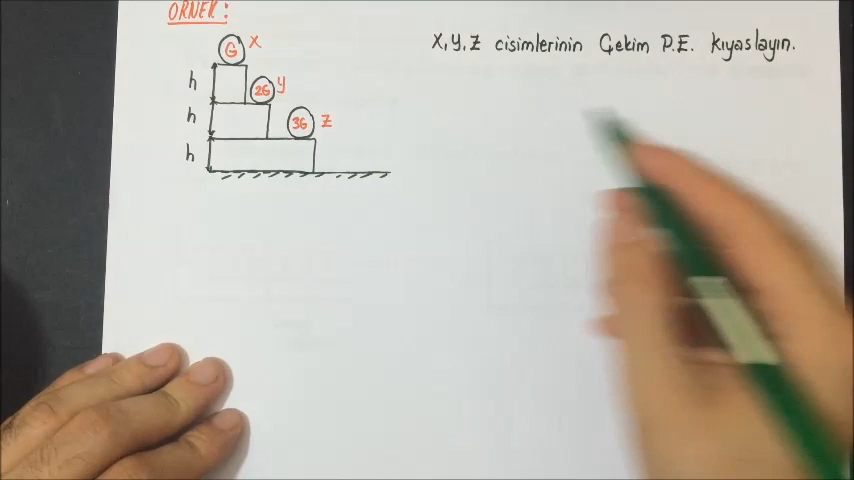 ÖRNEK:
X, Y, Z cisimlerinin Çekim P.E. kıyaslayın.
G X
h 2G Y
h 3G Z
h